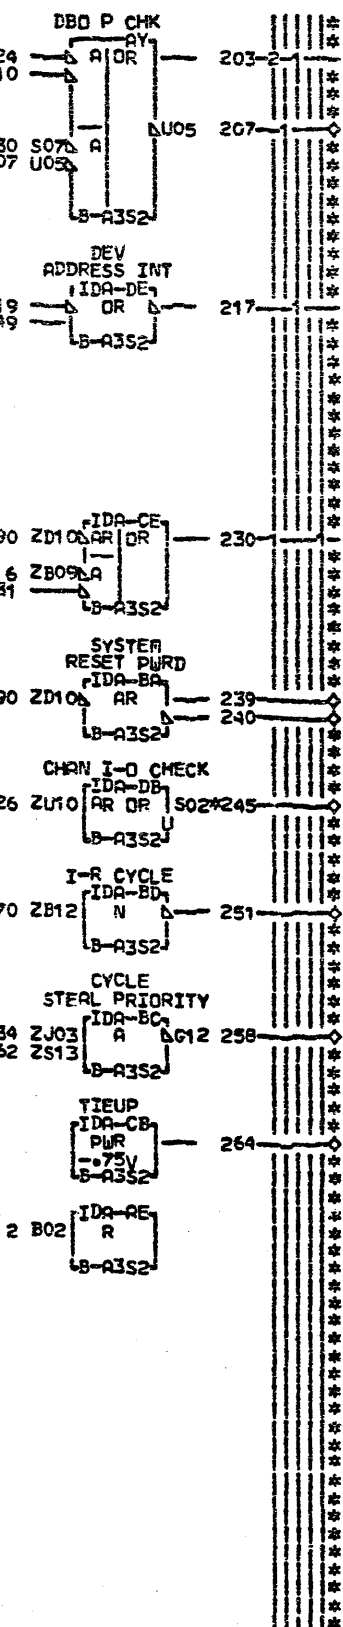 DBO P CHK
AY
24 A OR 203-2-1
10
U05 207-1
30 S07 A
07 U05
B-A3S2
DEV
ADDRESS INT
IDA-DE
19 OR 217-1
*9
B-A3S2
IDA-CE
90 ZD10 AR OR 230-1
6 ZB09 A
B-A3S2
SYSTEM
RESET PWRD
IDA-BA
90 ZD10 AR 239
240
B-A3S2
CHAN I-O CHECK
IDA-DB
26 ZU10 AR OR S02*245
U
B-A3S2
I-R CYCLE
IDA-BD
70 ZB12 N 251
B-A3S2
CYCLE
STEAL PRIORITY
IDA-BC
34 ZJ03 A G12 258
62 ZS13
B-A3S2
TIEUP
IDA-CB
PWR 264
-.75V
B-A3S2
IDA-AE
2 B02 R
B-A3S2